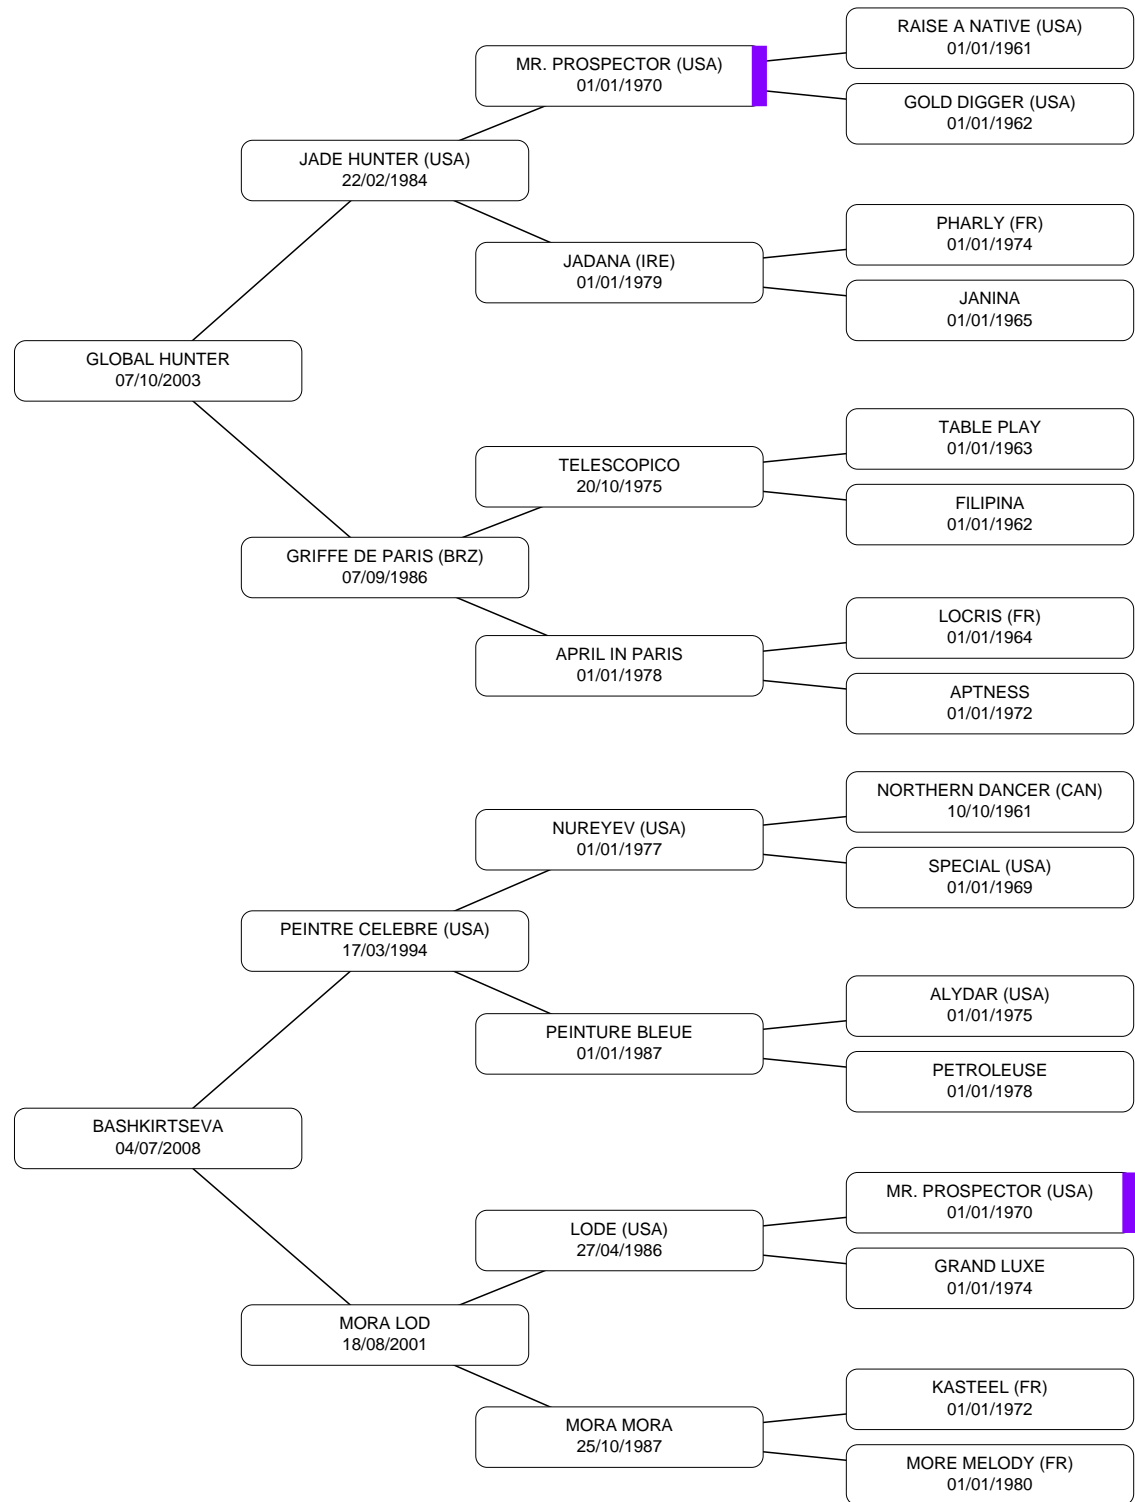 RAISE A NATIVE (USA)
01/01/1961
MR. PROSPECTOR (USA)
01/01/1970
GOLD DIGGER (USA)
01/01/1962
JADE HUNTER (USA)
22/02/1984
PHARLY (FR)
01/01/1974
JADANA (IRE)
01/01/1979
JANINA
01/01/1965
GLOBAL HUNTER
07/10/2003
TABLE PLAY
01/01/1963
TELESCOPICO
20/10/1975
FILIPINA
01/01/1962
GRIFFE DE PARIS (BRZ)
07/09/1986
LOCRIS (FR)
01/01/1964
APRIL IN PARIS
01/01/1978
APTNESS
01/01/1972
NORTHERN DANCER (CAN)
10/10/1961
NUREYEV (USA)
01/01/1977
SPECIAL (USA)
01/01/1969
PEINTRE CELEBRE (USA)
17/03/1994
ALYDAR (USA)
01/01/1975
PEINTURE BLEUE
01/01/1987
PETROLEUSE
01/01/1978
BASHKIRTSEVA
04/07/2008
MR. PROSPECTOR (USA)
01/01/1970
LODE (USA)
27/04/1986
GRAND LUXE
01/01/1974
MORA LOD
18/08/2001
KASTEEL (FR)
01/01/1972
MORA MORA
25/10/1987
MORE MELODY (FR)
01/01/1980